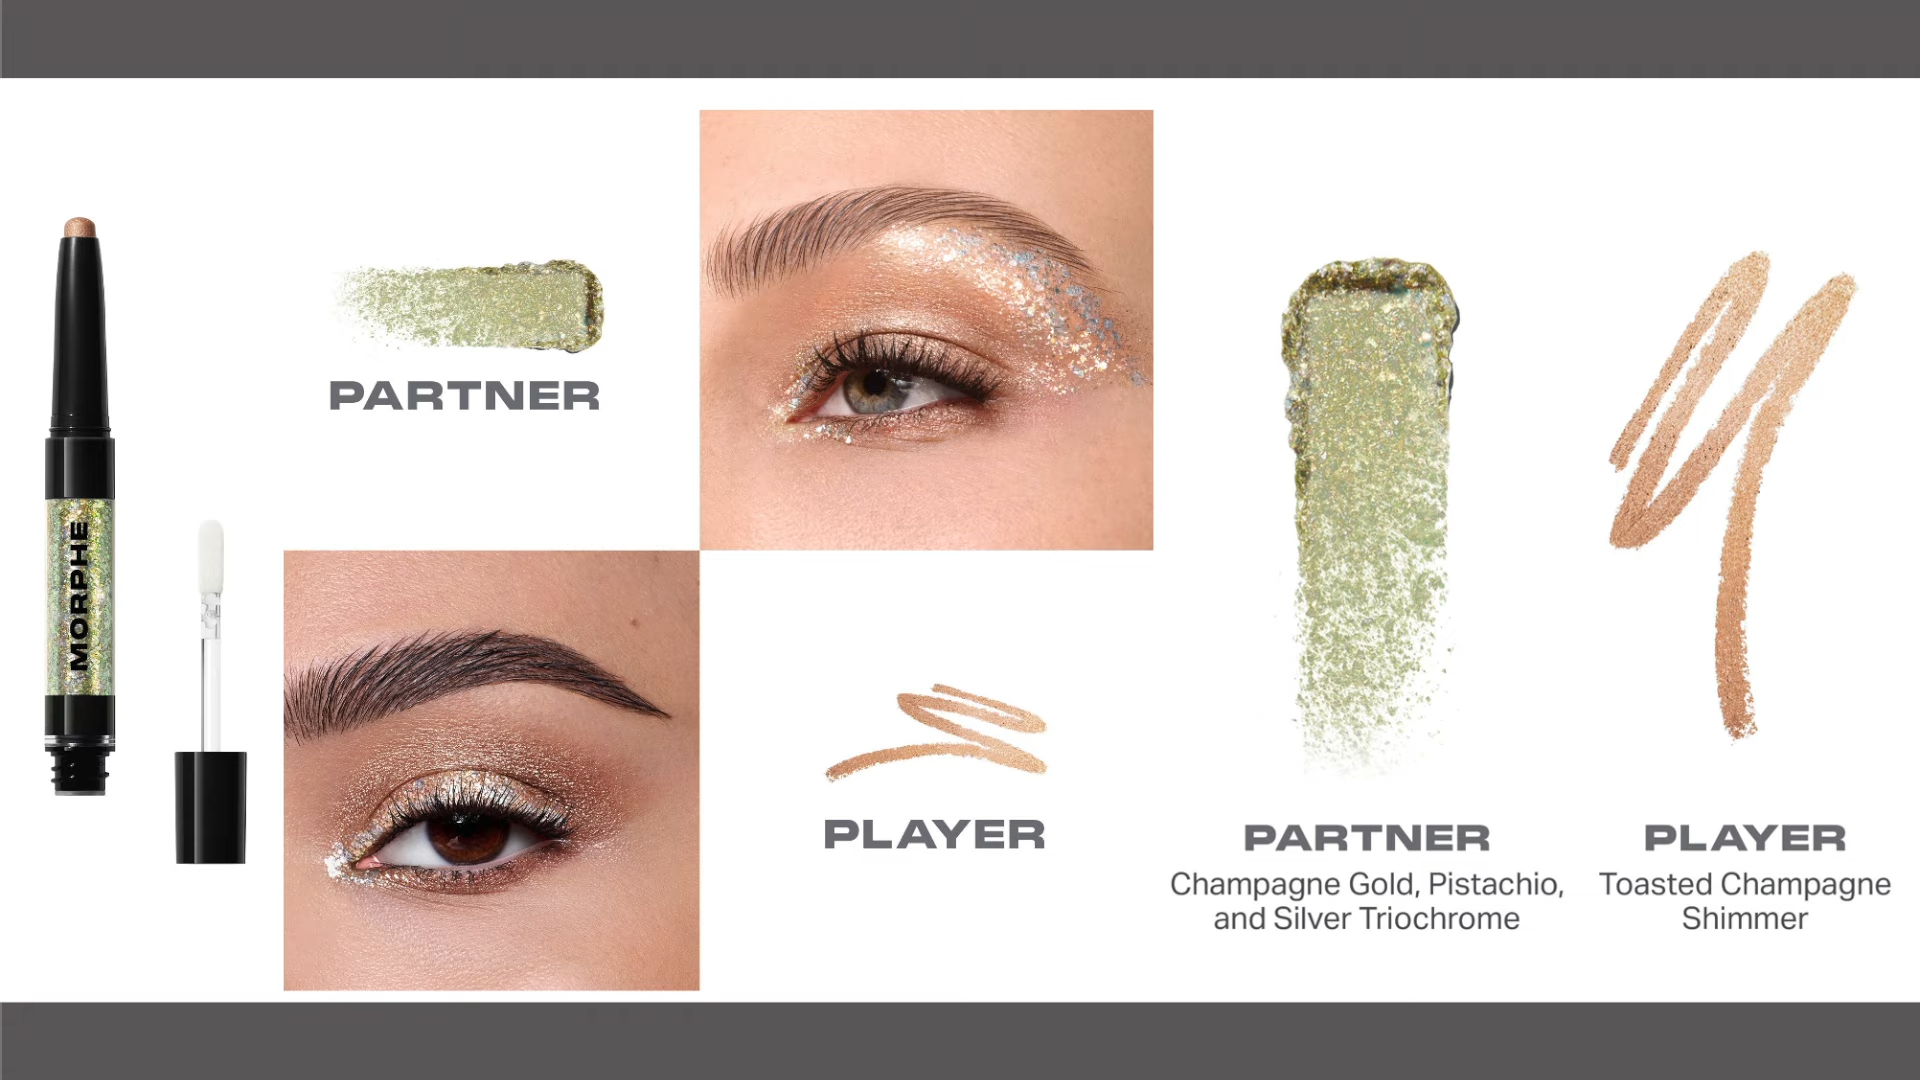 MORPHE
PARTNER
PLAYER
PARTNER
Champagne Gold, Pistachio,
and Silver Triochrome
PLAYER
Toasted Champagne
Shimmer